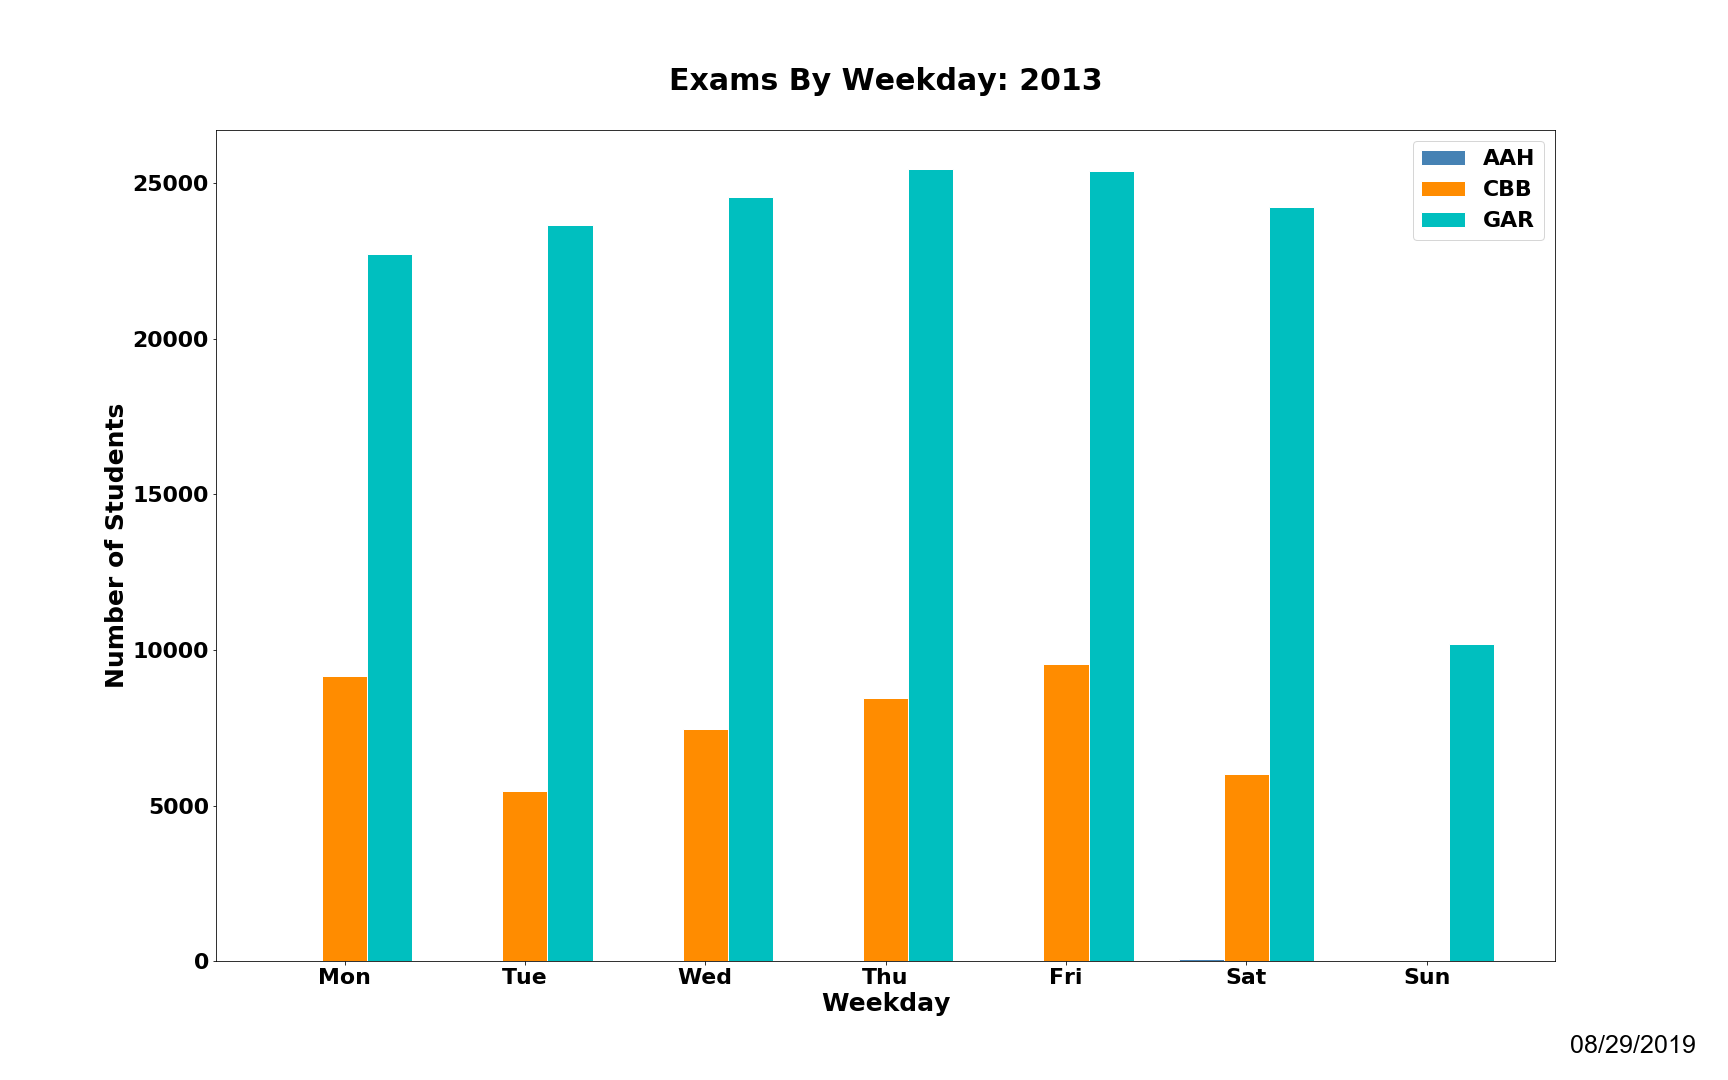 Exams By Weekday: 2013
AAH
CBB
GAR
25000
20000
15000
10000
5000
0
Number of Students
Mon Tue Wed Thu Fri Sat Sun
Weekday
08/29/2019